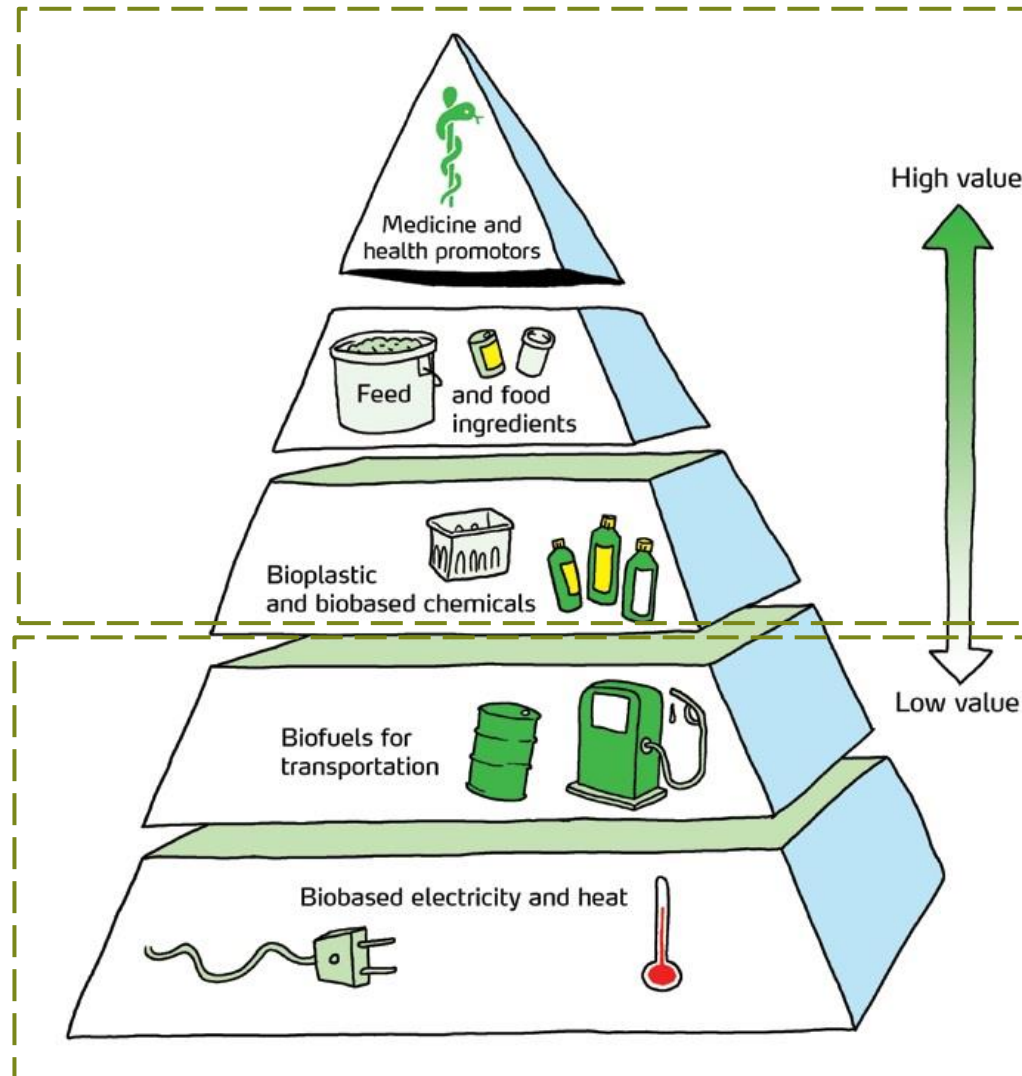 High value
Medicine and
health promotors
Feed and food
ingredients
Bioplastic
and biobased chemicals
Low value
Biofuels for
transportation
Biobased electricity and heat